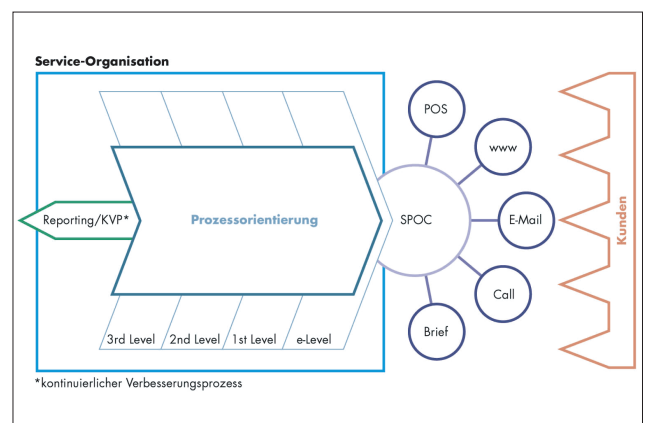 Service-Organisation
POS
www
Reporting/KVP*
Prozessorientierung
SPOC
E-Mail
Kunden
Call
Brief
3rd Level
2nd Level
1st Level
e-Level
*kontinuierlicher Verbesserungsprozess